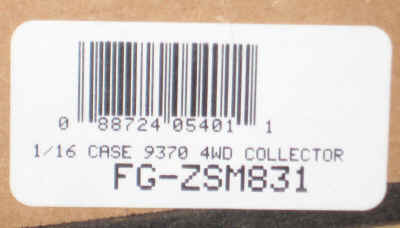 0 88724 05401 1
1/16 CASE 9370 4WD COLLECTOR
FG-ZSM831